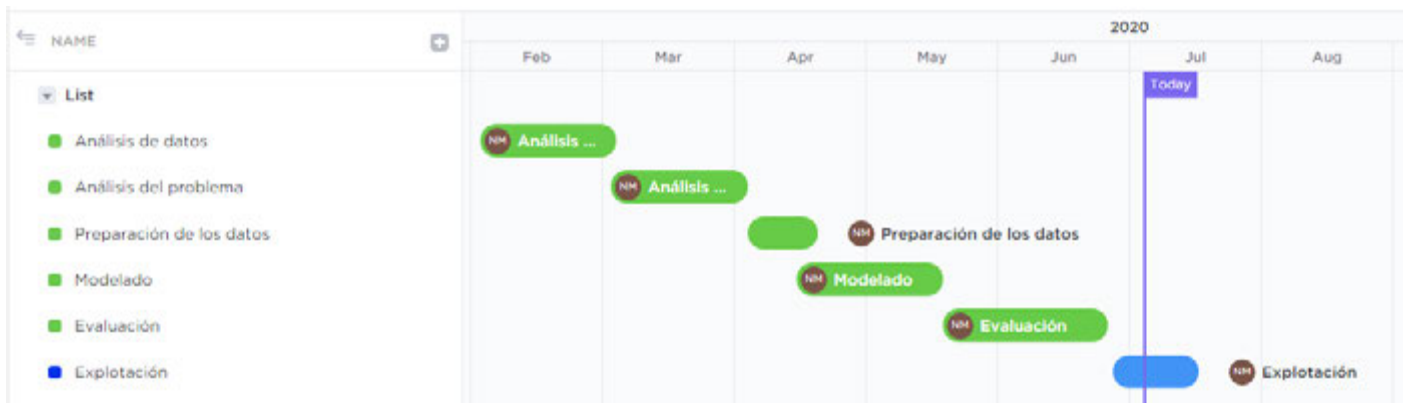 NAME
2020
Feb Mar Apr May Jun Jul Aug
Today
List
Análisis de datos
NM Análisis ...
Análisis del problema
NM Análisis ...
Preparación de los datos
NM Preparación de los datos
Modelado
NM Modelado
Evaluación
NM Evaluación
Explotación
NM Explotación